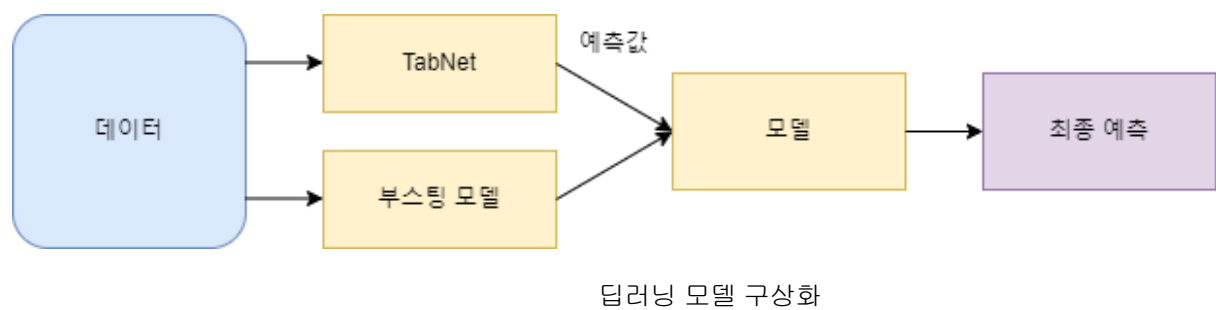 데이터
TabNet
부스팅 모델
예측값
모델
최종 예측
딥러닝 모델 구상화